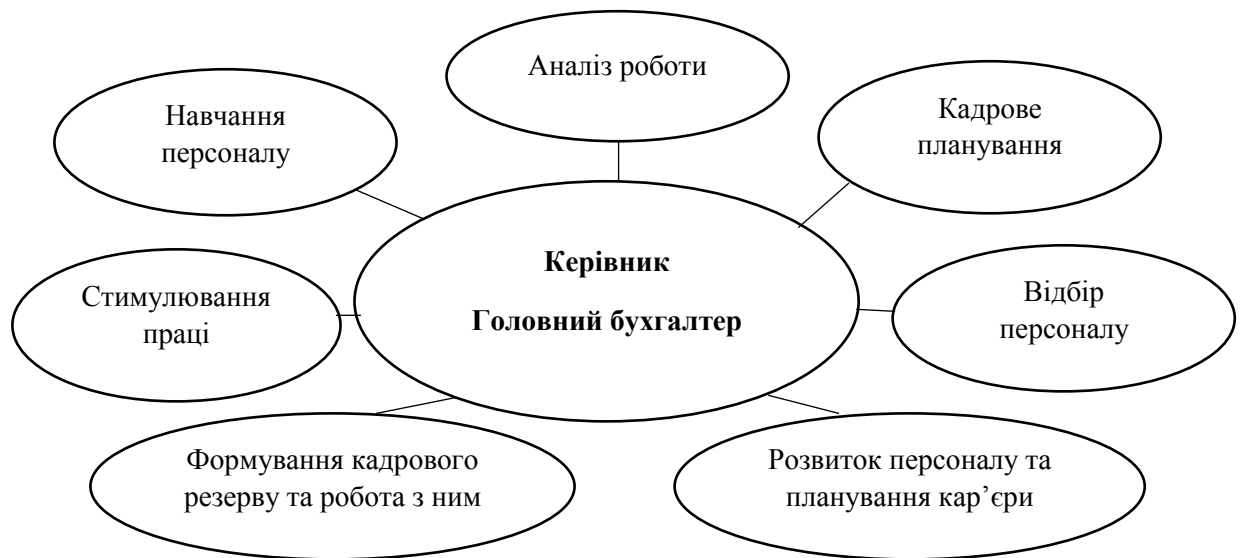 Аналіз роботи
Навчання
персоналу
Кадрове
планування
Керівник
Головний бухгалтер
Стимулювання
праці
Відбір
персоналу
Формування кадрового
резерву та робота з ним
Розвиток персоналу та
планування кар’єри